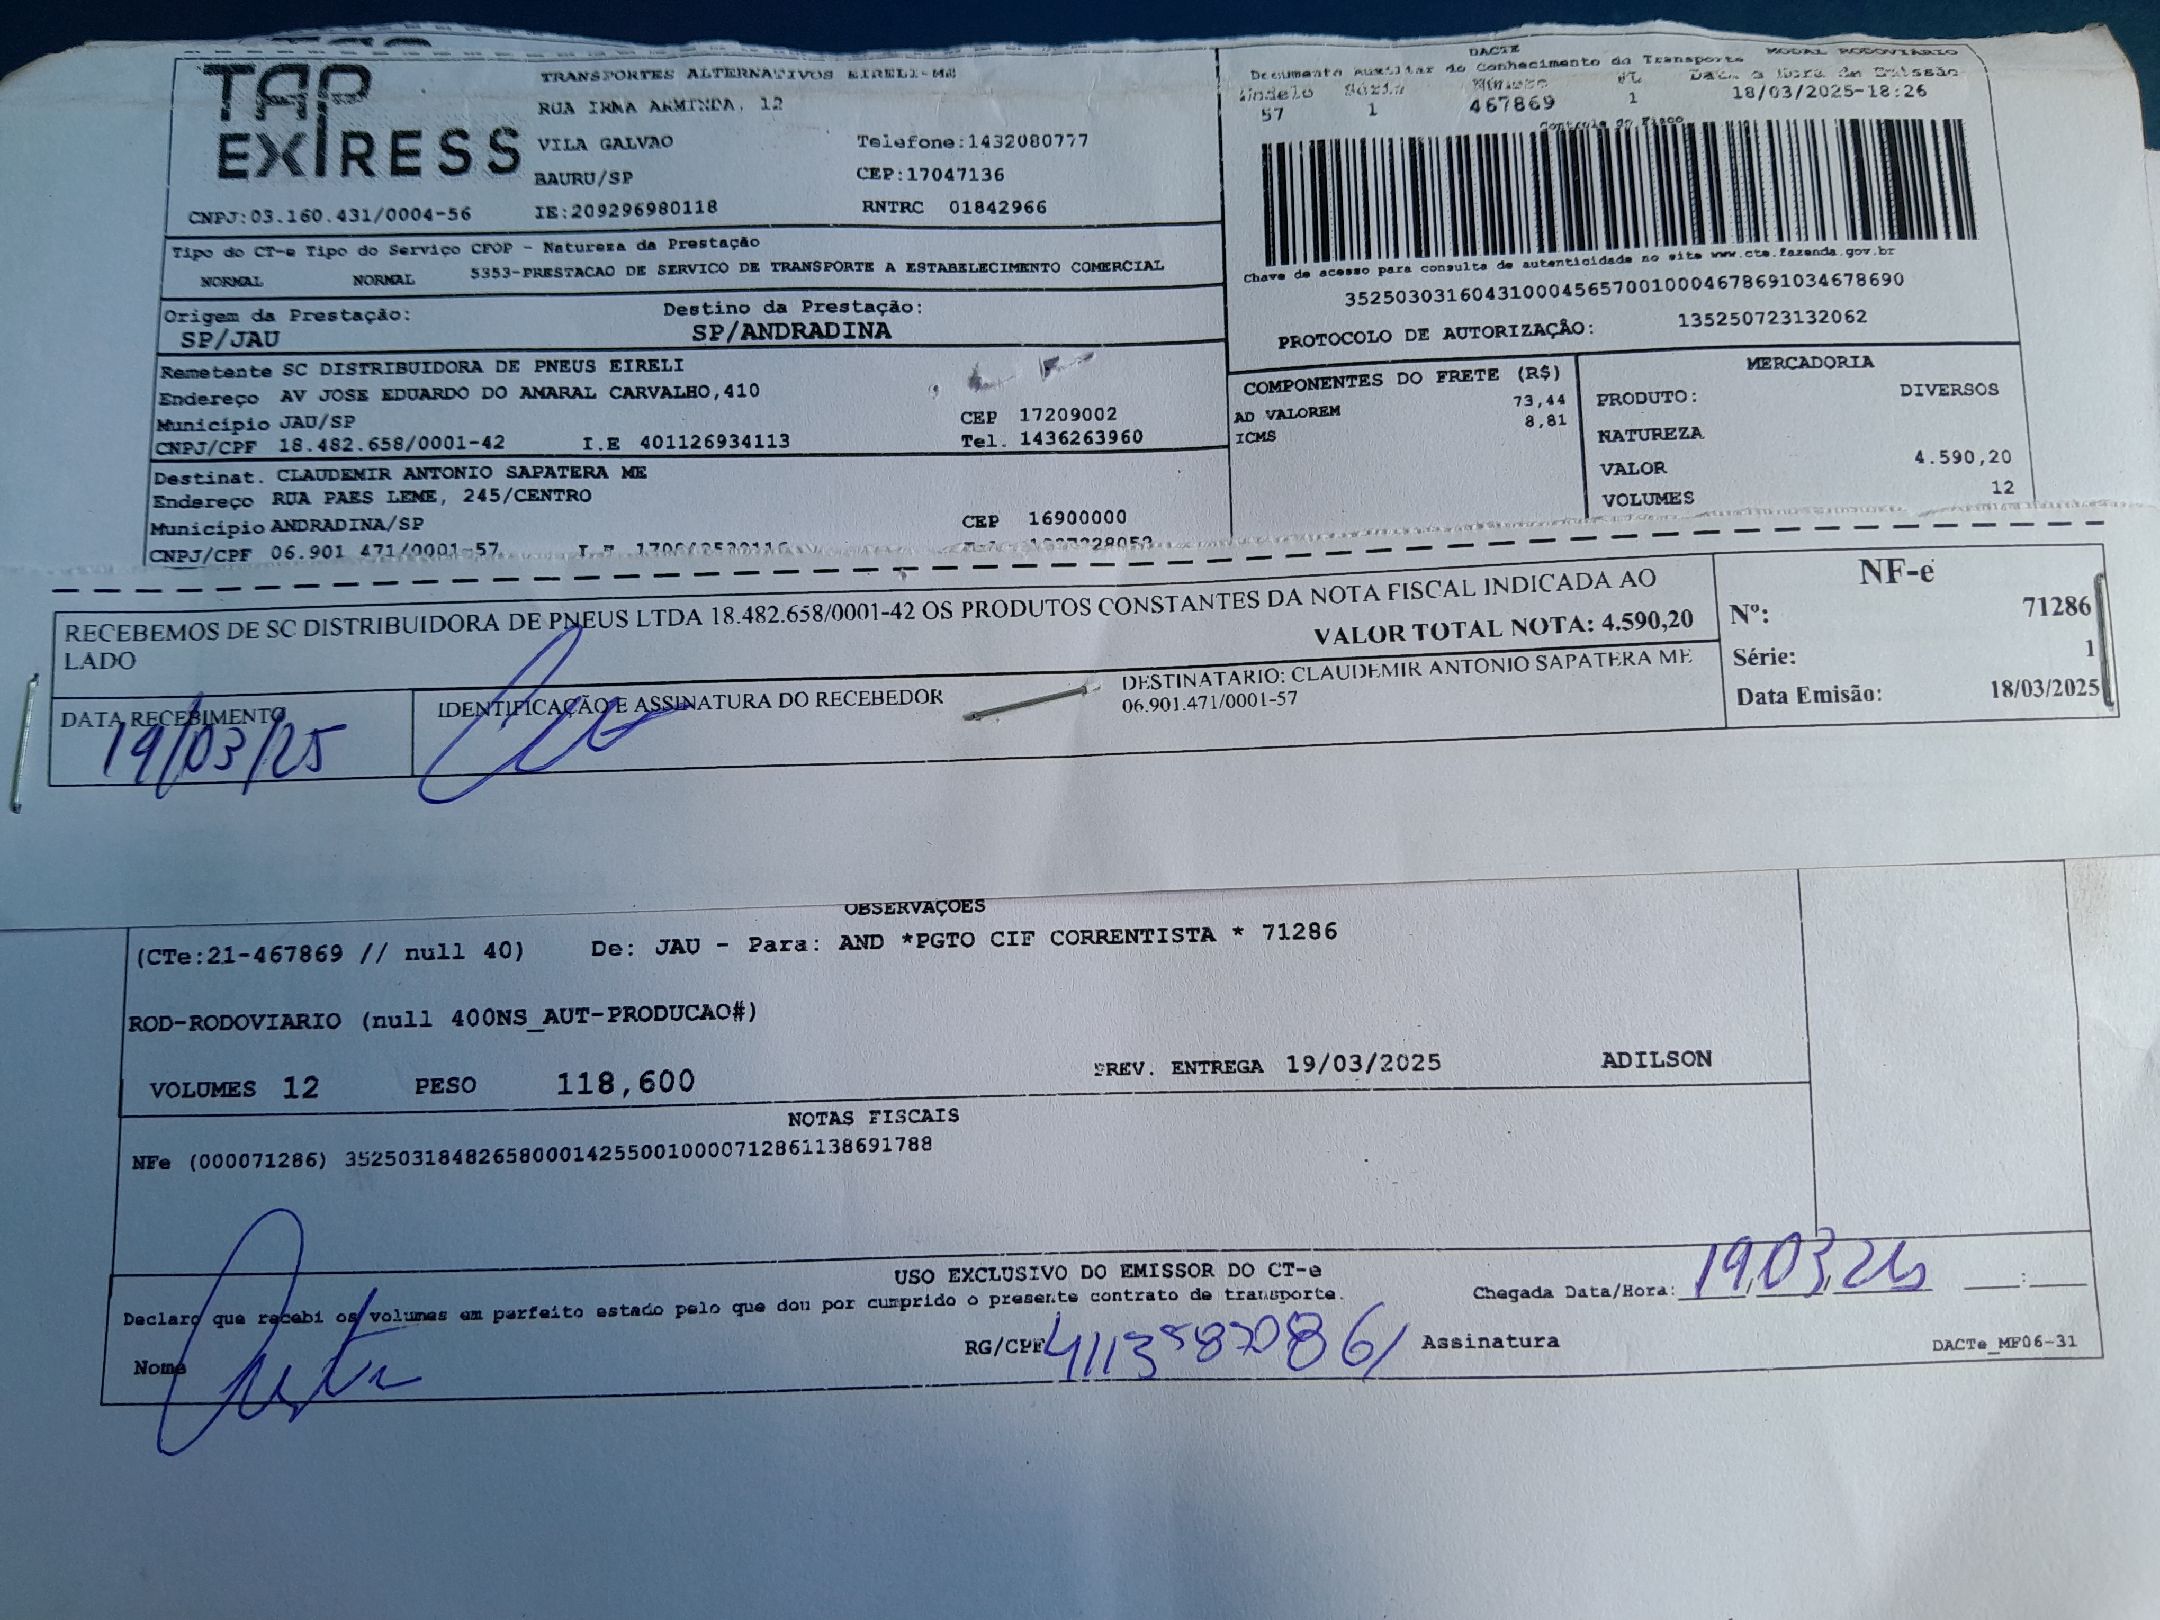 TAP EXPRESS
TRANSPORTES ALTERNATIVOS EIRELI-ME
RUA IRMA ARMINDA, 12
VILA GALVAO Telefone:1432080777
BAURU/SP CEP:17047136
CNPJ:03.160.431/0004-56 IE:209296980118 RNTRC 01842966
DACTE MODAL RODOVIARIO
Documento Auxiliar do Conhecimento da Transporte
Modelo Série Número FL Data e Hora de Emissão
57 1 467869 1 18/03/2025-18:26
Controle do Fisco
Chave de acesso para consulta de autenticidade no site www.cte.fazenda.gov.br
35250303160431000456570010004678691034678690
PROTOCOLO DE AUTORIZAÇÃO: 135250723132062
Tipo do CT-e Tipo do Serviço CFOP - Natureza da Prestação
NORMAL NORMAL 5353-PRESTACAO DE SERVICO DE TRANSPORTE A ESTABELECIMENTO COMERCIAL
Origem da Prestação: Destino da Prestação:
SP/JAU SP/ANDRADINA
Remetente SC DISTRIBUIDORA DE PNEUS EIRELI
Endereço AV JOSE EDUARDO DO AMARAL CARVALHO,410
Município JAU/SP CEP 17209002
CNPJ/CPF 18.482.658/0001-42 I.E 401126934113 Tel. 1436263960
Destinat. CLAUDEMIR ANTONIO SAPATERA ME
Endereço RUA PAES LEME, 245/CENTRO
Município ANDRADINA/SP CEP 16900000
CNPJ/CPF 06.901 471/0001-57
COMPONENTES DO FRETE (R$)
AD VALOREM 73,44
ICMS 8,81
MERCADORIA
PRODUTO: DIVERSOS
NATUREZA
VALOR 4.590,20
VOLUMES 12
RECEBEMOS DE SC DISTRIBUIDORA DE PNEUS LTDA 18.482.658/0001-42 OS PRODUTOS CONSTANTES DA NOTA FISCAL INDICADA AO
LADO VALOR TOTAL NOTA: 4.590,20
DATA RECEBIMENTO IDENTIFICAÇÃO E ASSINATURA DO RECEBEDOR DESTINATARIO: CLAUDEMIR ANTONIO SAPATERA ME
06.901.471/0001-57
19/03/25
NF-e
Nº: 71286
Série: 1
Data Emisão: 18/03/2025
OBSERVAÇOES
(CTe:21-467869 // null 40) De: JAU - Para: AND *PGTO CIF CORRENTISTA * 71286
ROD-RODOVIARIO (null 400NS_AUT-PRODUCAO#)
VOLUMES 12 PESO 118,600 PREV. ENTREGA 19/03/2025 ADILSON
NOTAS FISCAIS
NFe (000071286) 35250318482658000142550010000712861138691788
USO EXCLUSIVO DO EMISSOR DO CT-e
Declaro que recebi os volumes em perfeito estado pelo que dou por cumprido o presente contrato de transporte. Chegada Data/Hora: 19,03,25 :
Nome RG/CPF Assinatura DACTe_MF06-31